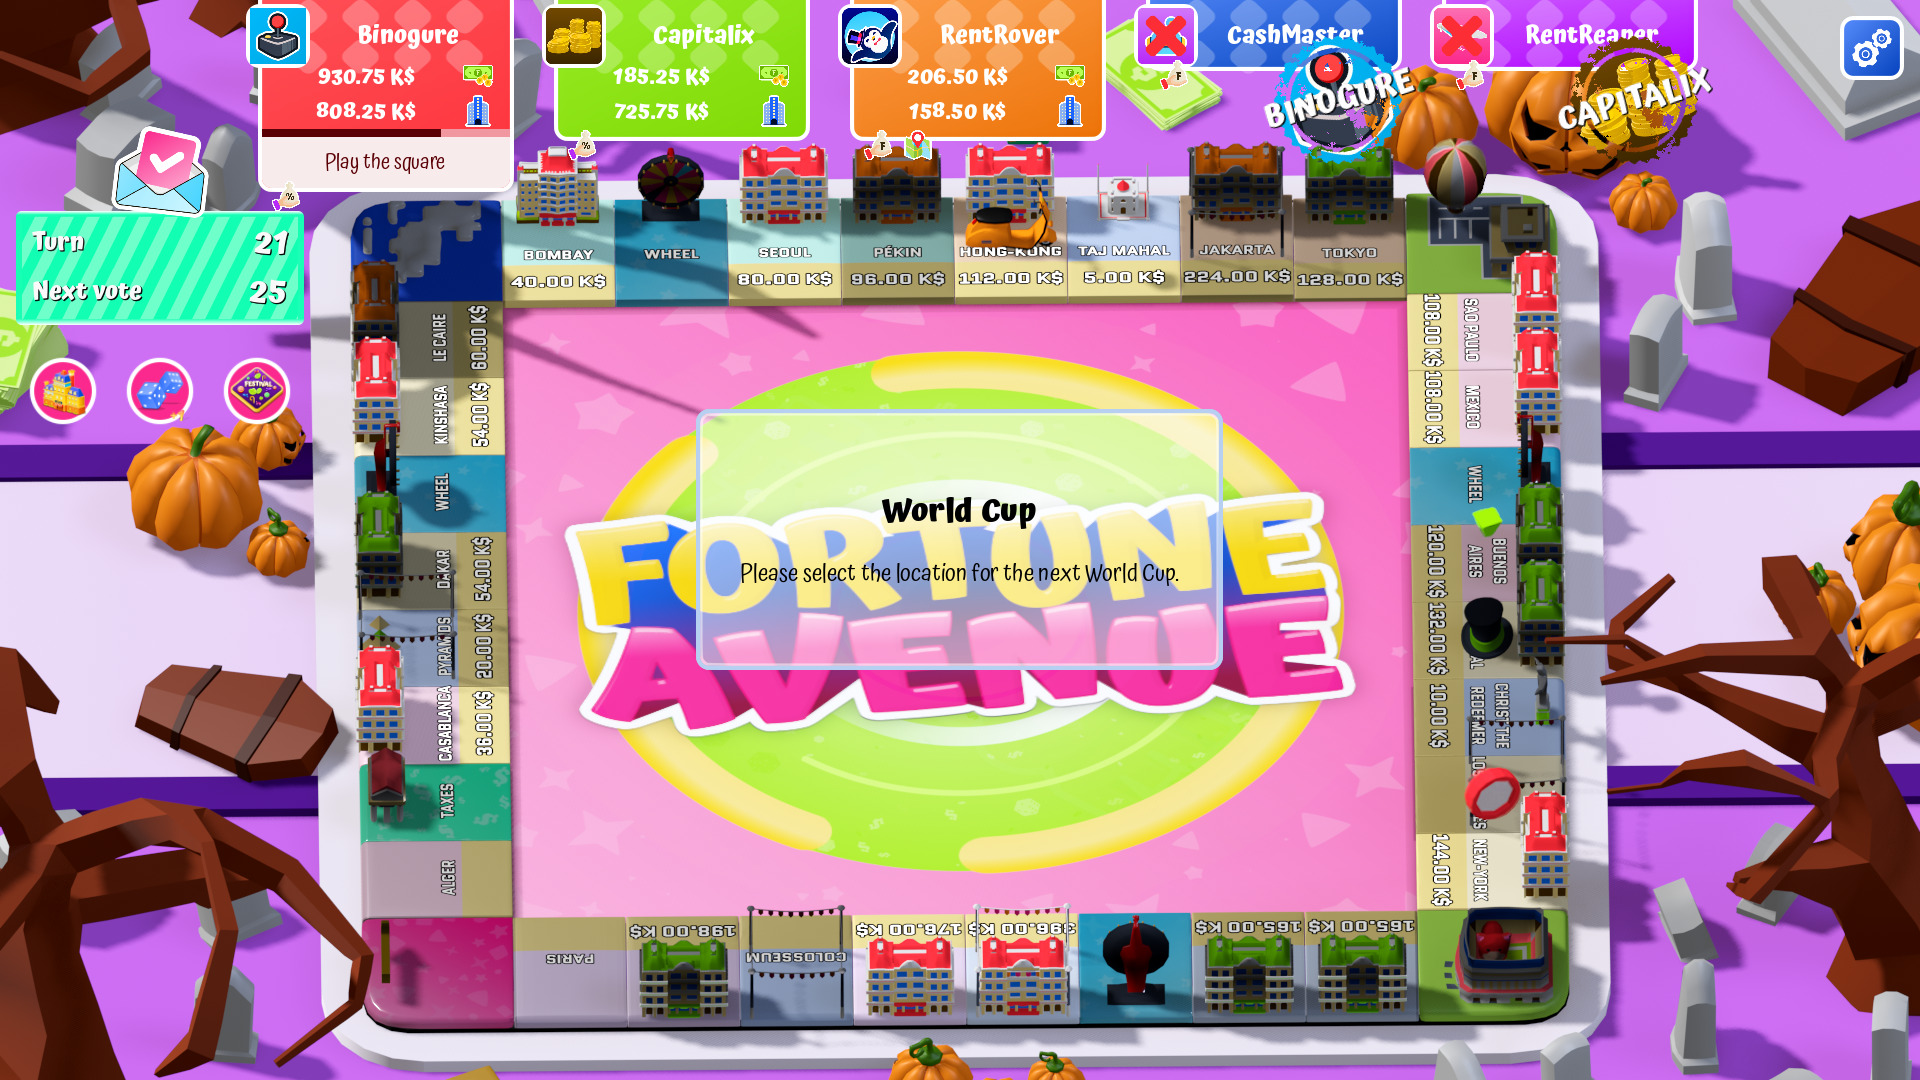 Binogure
930.75 K$
808.25 K$
Play the square
Capitalix
185.25 K$
725.75 K$
RentRover
206.50 K$
158.50 K$
CashMaster
BINOGURE
RentReaper
CAPITALIX
Turn 21
Next vote 25
FESTIVAL
BOMBAY
40.00 K$
WHEEL
SEOUL
80.00 K$
PÉKIN
96.00 K$
HONG-KONG
112.00 K$
TAJ MAHAL
5.00 K$
JAKARTA
224.00 K$
TOKYO
128.00 K$
SAO PAULO
108.00 K$
MEXICO
108.00 K$
WHEEL
BUENOS
AIRES
120.00 K$
AL
132.00 K$
CHRIST THE
REDEEMER
10.00 K$
LOS
ES
NEW-YORK
144.00 K$
LE CAIRE
60.00 K$
KINSHASA
54.00 K$
WHEEL
DAKAR
54.00 K$
PYRAMIDS
20.00 K$
CASABLANCA
36.00 K$
TAXES
ALGER
PARIS
198.00 K$
COLOSSEUM
176.00 K$
396.00 K$
165.00 K$
165.00 K$
FORTUNE
AVENUE
World Cup
Please select the location for the next World Cup.